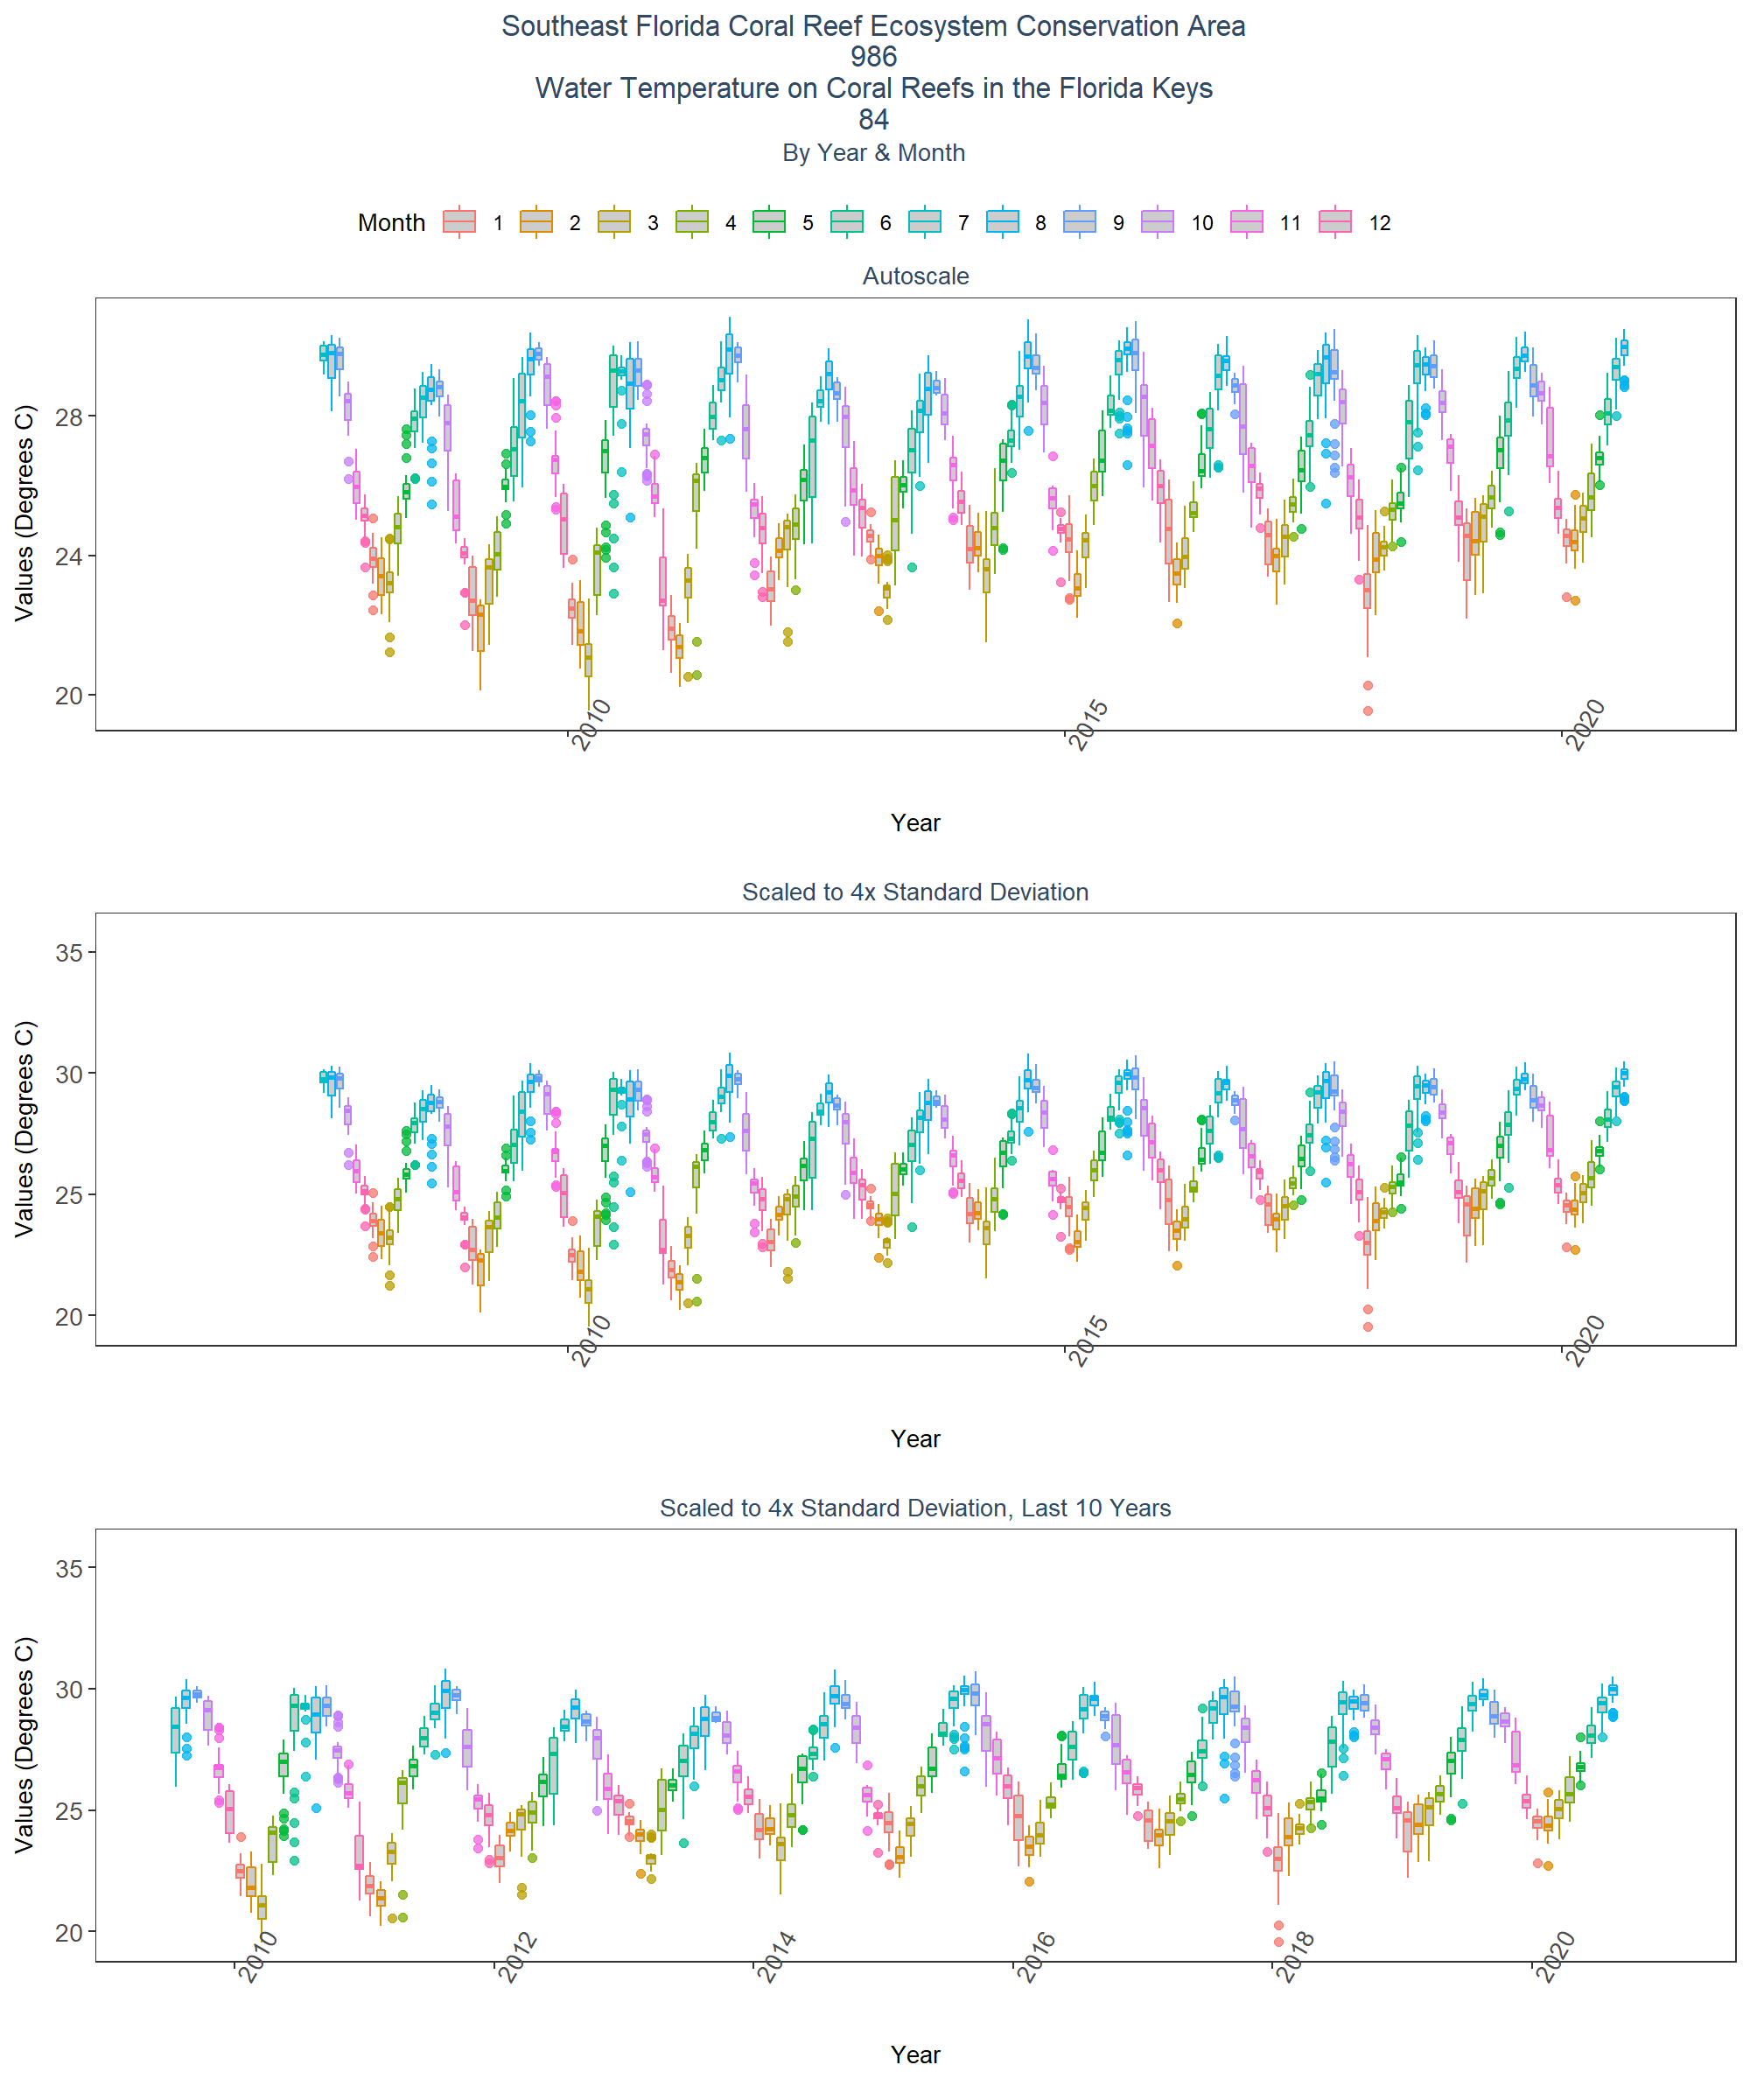 Southeast Florida Coral Reef Ecosystem Conservation Area
986
Water Temperature on Coral Reefs in the Florida Keys
84
By Year & Month
Month 1 2 3 4 5 6 7 8 9 10 11 12
Autoscale
Values (Degrees C)
28
24
20
2010 2015 2020
Year
Scaled to 4x Standard Deviation
Values (Degrees C)
35
30
25
20
2010 2015 2020
Year
Scaled to 4x Standard Deviation, Last 10 Years
Values (Degrees C)
35
30
25
20
2010 2012 2014 2016 2018 2020
Year